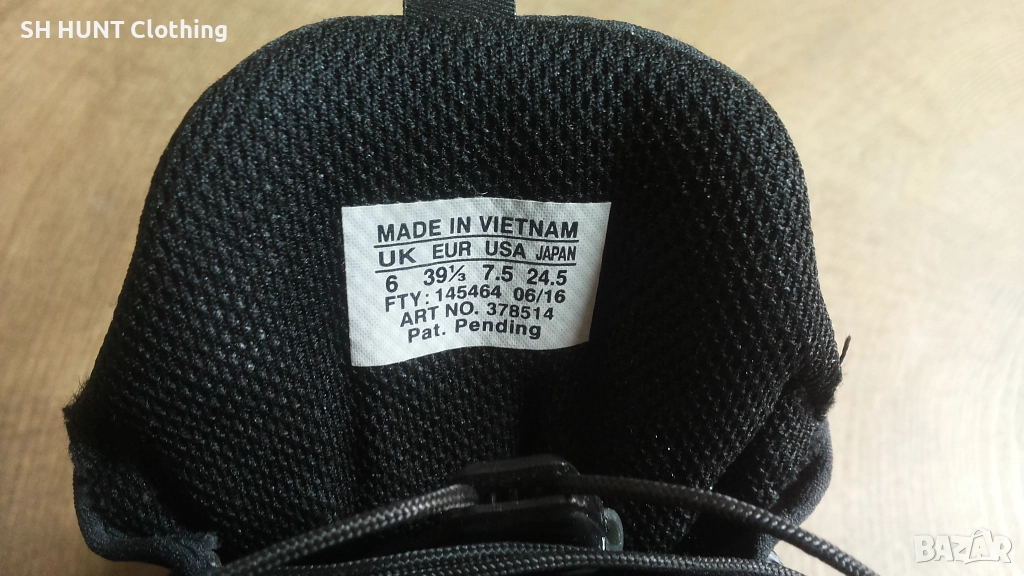 SH HUNT Clothing
MADE IN VIETNAM
UK EUR USA JAPAN
6 39⅓ 7.5 24.5
FTY: 145464 06/16
ART NO. 378514
Pat. Pending
BAZAR